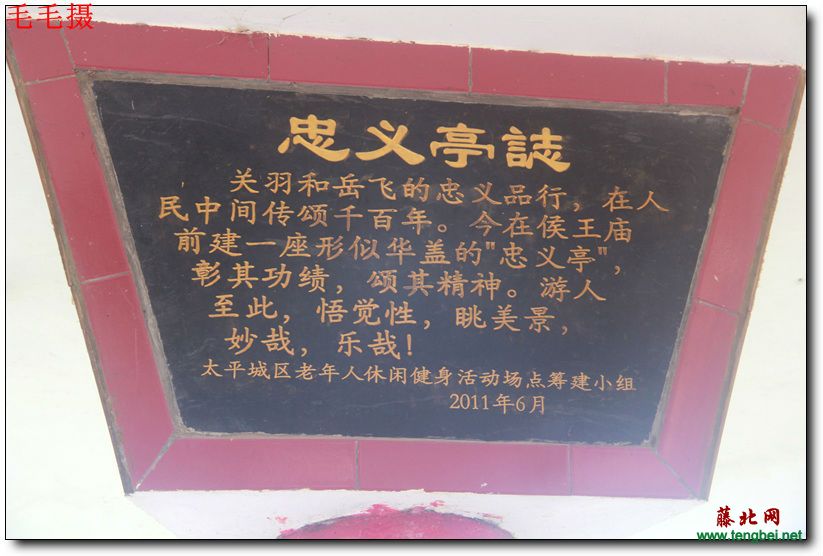 毛毛摄
忠义亭誌
关羽和岳飞的忠义品行，在人
民中间传颂千百年。今在侯王庙
前建一座形似华盖的"忠义亭"，
彰其功绩，颂其精神。游人
至此，悟觉性，眺美景，
妙哉，乐哉！
太平城区老年人休闲健身活动场点筹建小组
2011年6月
藤北网
www.tengbei.net